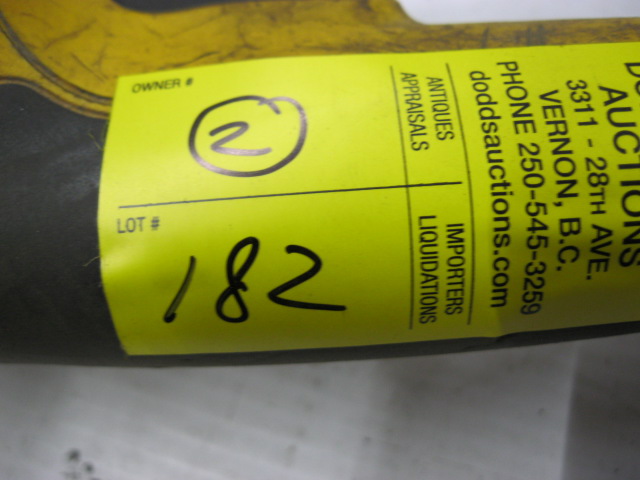 OWNER #
2
LOT #
182
ANTIQUES
APPRAISALS
IMPORTERS
LIQUIDATIONS
AUCTIONS
3311 - 28TH AVE.
VERNON, B.C.
PHONE 250-545-3259
doddsauctions.com